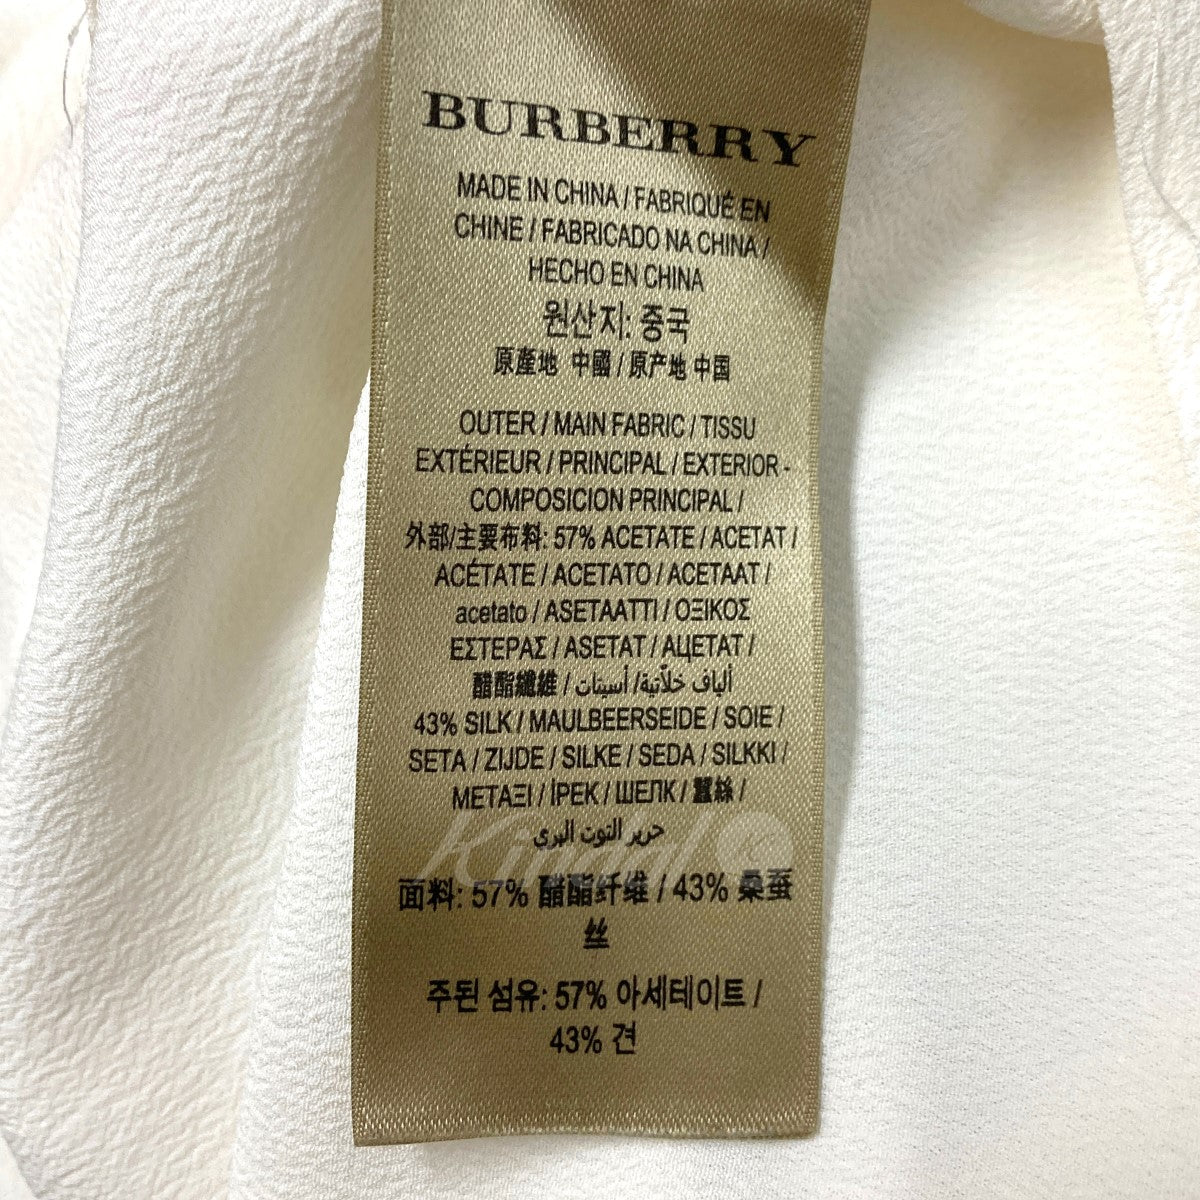 BURBERRY
MADE IN CHINA / FABRIQUÉ EN
CHINE / FABRICADO NA CHINA /
HECHO EN CHINA
원산지: 중국
原產地 中國 / 原产地 中国
OUTER / MAIN FABRIC / TISSU
EXTÉRIEUR / PRINCIPAL / EXTERIOR -
COMPOSICION PRINCIPAL /
外部/主要布料: 57% ACETATE / ACETAT /
ACÉTATE / ACETATO / ACETAAT /
acetato / ASETAATTI / ΟΞΙΚΟΣ
ΕΣΤΕΡΑΣ / ASETAT / АЦЕТАТ /
醋酯纖維 / ألياف خلّاتية/ أسيتات
43% SILK / MAULBEERSEIDE / SOIE /
SETA / ZIJDE / SILKE / SEDA / SILKKI /
ΜΕΤΑΞΙ / İPEK / ШЕЛК / 蠶絲 /
حرير التوت البري
Kindal
面料: 57% 醋酯纤维 / 43% 桑蚕
丝
주된 섬유: 57% 아세테이트 /
43% 견